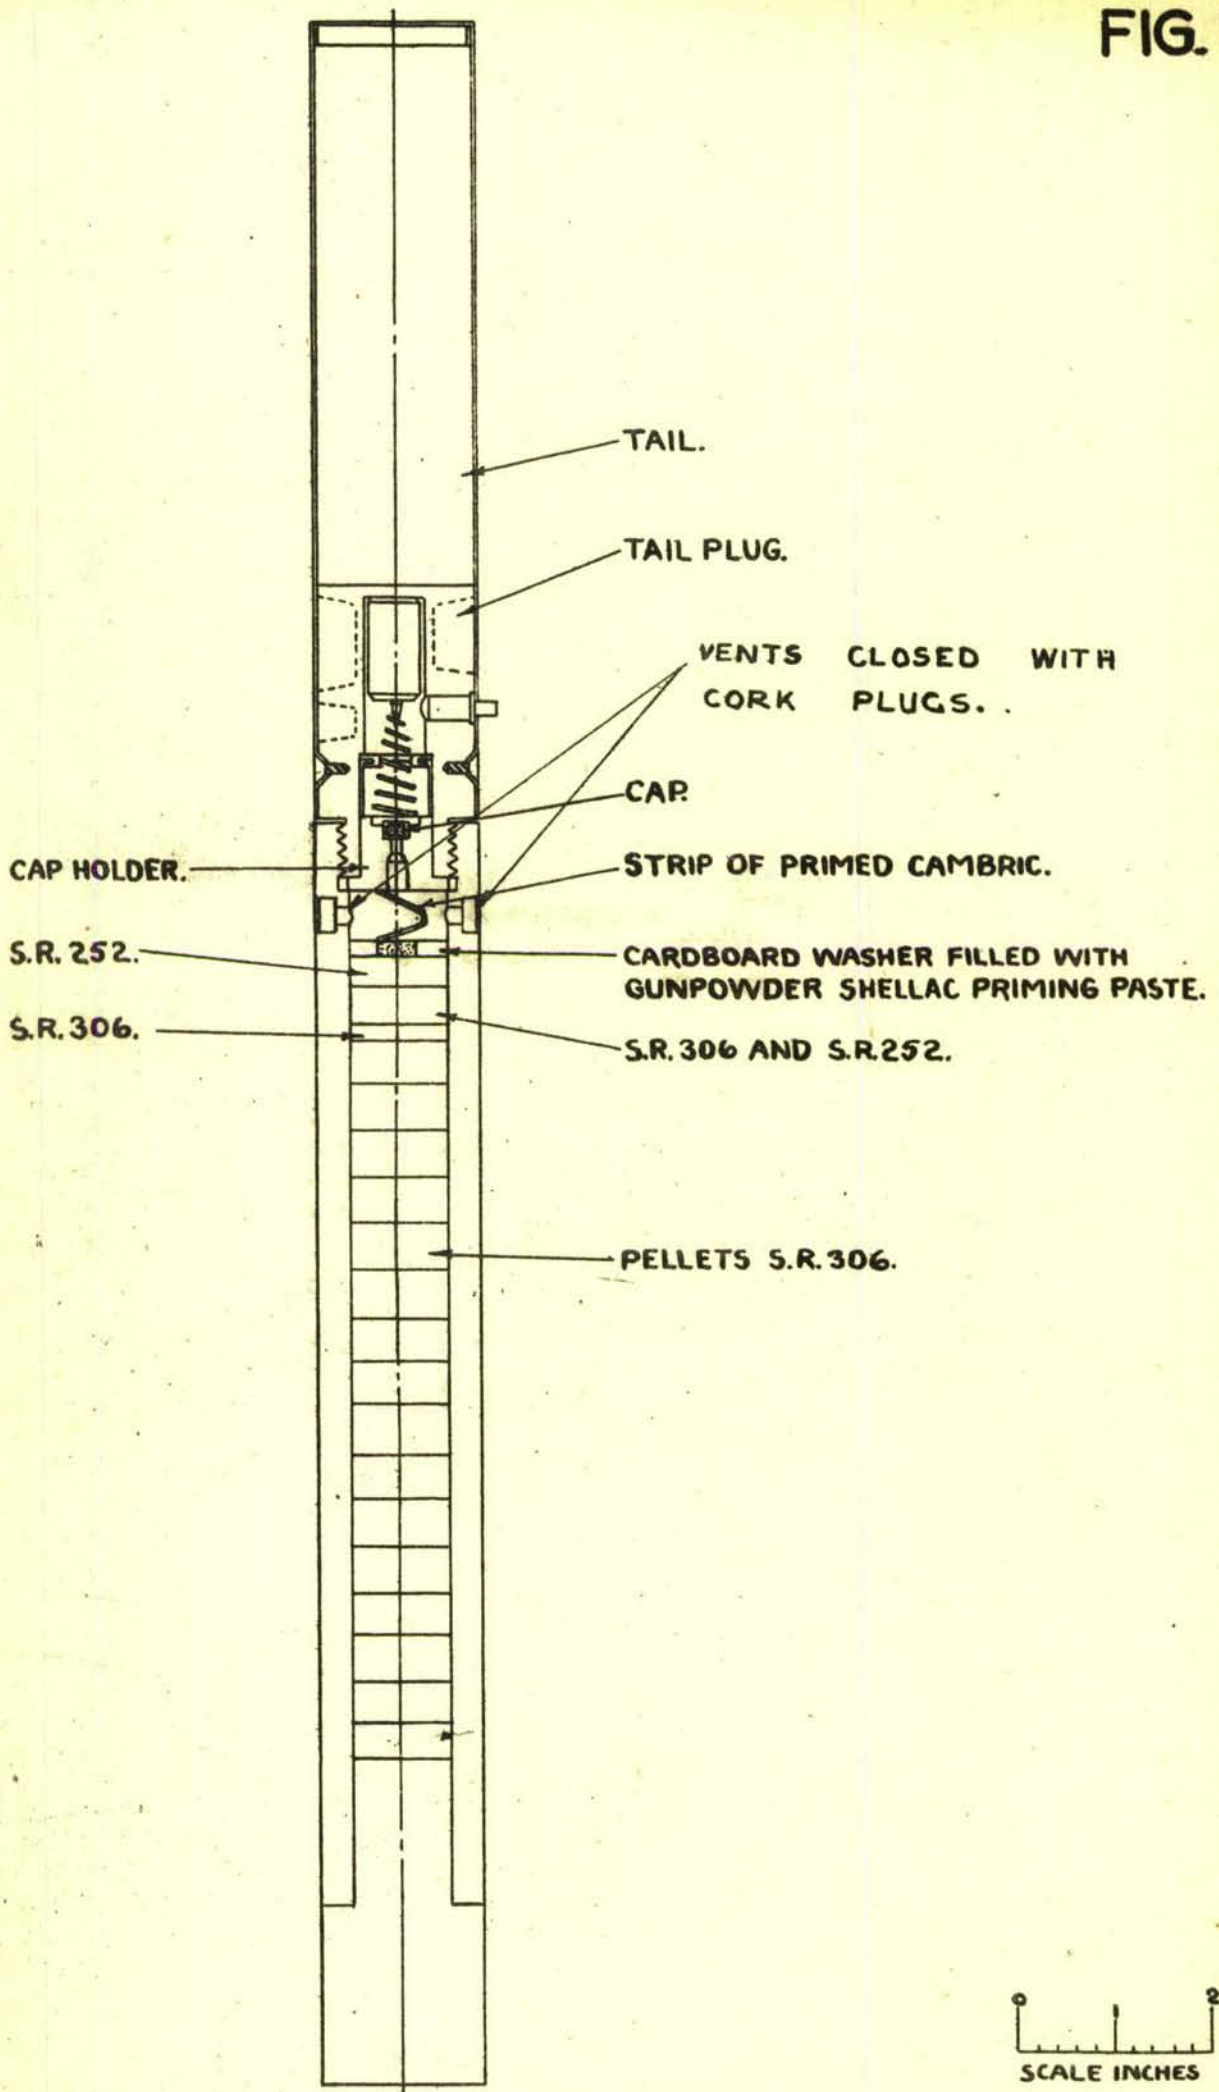 FIG.
TAIL.
TAIL PLUG.
VENTS CLOSED WITH
CORK PLUGS. .
CAP.
CAP HOLDER.
STRIP OF PRIMED CAMBRIC.
S.R. 252.
CARDBOARD WASHER FILLED WITH
GUNPOWDER SHELLAC PRIMING PASTE.
S.R. 306.
S.R. 306 AND S.R. 252.
PELLETS S.R. 306.
0 1 2
SCALE INCHES